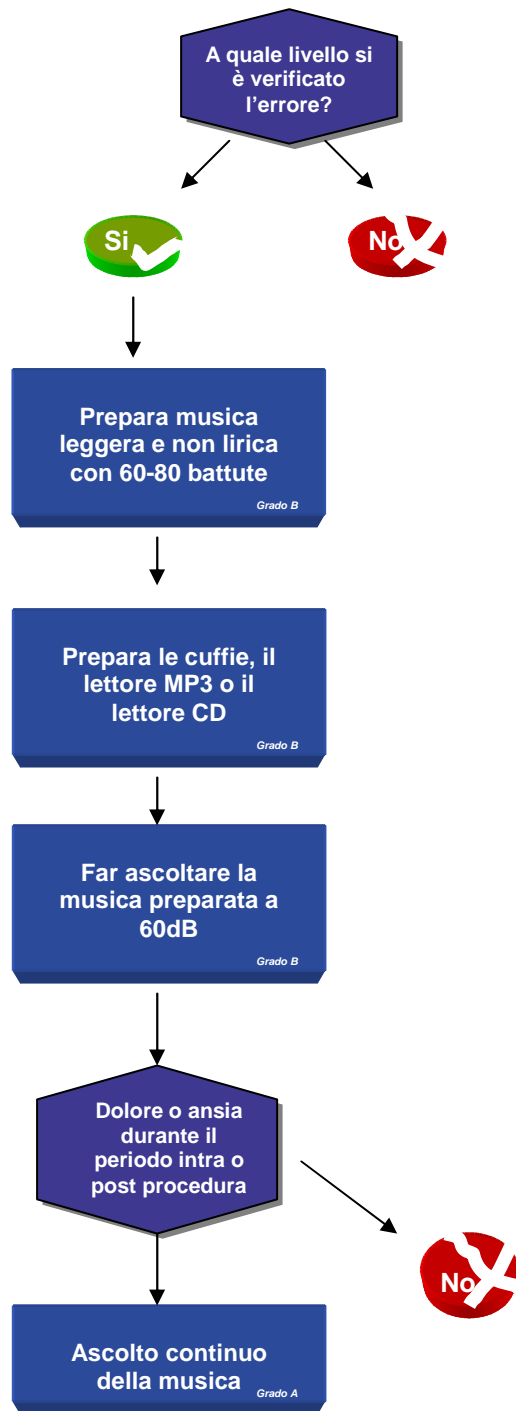 A quale livello si
è verificato
l'errore?
Si
No
Prepara musica
leggera e non lirica
con 60-80 battute
Grado B
Prepara le cuffie, il
lettore MP3 o il
lettore CD
Grado B
Far ascoltare la
musica preparata a
60dB
Grado B
Dolore o ansia
durante il
periodo intra o
post procedura
No
Ascolto continuo
della musica
Grado A